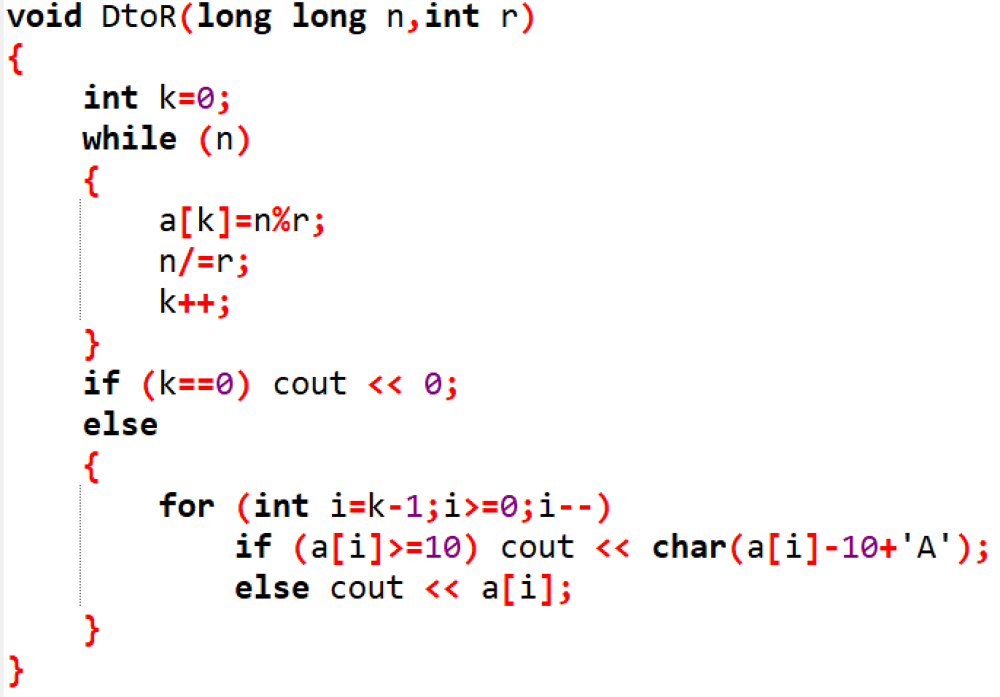 void DtoR(long long n,int r)
{
    int k=0;
    while (n)
    {
        a[k]=n%r;
        n/=r;
        k++;
    }
    if (k==0) cout << 0;
    else
    {
        for (int i=k-1;i>=0;i--)
            if (a[i]>=10) cout << char(a[i]-10+'A');
            else cout << a[i];
    }
}